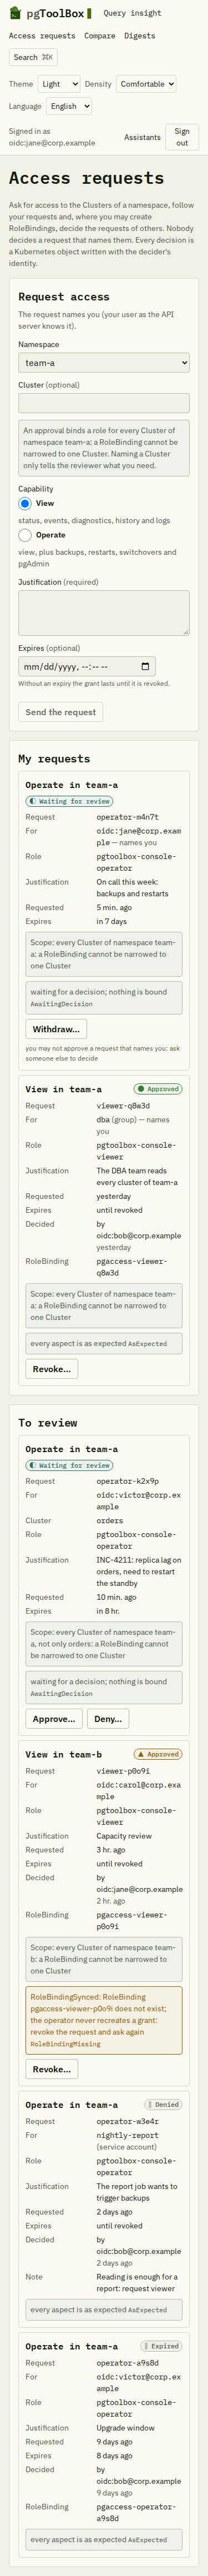 pgToolBox Query insight
Access requests Compare Digests
Search ⌘K
Theme Light Density Comfortable
Language English
Signed in as
oidc:jane@corp.example
Assistants
Sign
out
Access requests
Ask for access to the Clusters of a namespace, follow
your requests and, where you may create
RoleBindings, decide the requests of others. Nobody
decides a request that names them. Every decision is
a Kubernetes object written with the decider's
identity.
Request access
The request names you (your user as the API
server knows it).
Namespace
team-a
Cluster (optional)
An approval binds a role for every Cluster of
namespace team-a: a RoleBinding cannot be
narrowed to one Cluster. Naming a Cluster
only tells the reviewer what you need.
Capability
View
status, events, diagnostics, history and logs
Operate
view, plus backups, restarts, switchovers and
pgAdmin
Justification (required)
Expires (optional)
mm/dd/yyyy, --:-- --
Without an expiry the grant lasts until it is revoked.
Send the request
My requests
Operate in team-a
Waiting for review
Request operator-m4n7t
For oidc:jane@corp.exam
ple — names you
Role pgtoolbox-console-
operator
Justification On call this week:
backups and restarts
Requested 5 min. ago
Expires in 7 days
Scope: every Cluster of namespace team-
a: a RoleBinding cannot be narrowed to
one Cluster
waiting for a decision; nothing is bound
AwaitingDecision
Withdraw...
you may not approve a request that names you: ask
someone else to decide
View in team-a Approved
Request viewer-q8w3d
For dba (group) — names
you
Role pgtoolbox-console-
viewer
Justification The DBA team reads
every cluster of team-a
Requested yesterday
Expires until revoked
Decided by
oidc:bob@corp.example
yesterday
RoleBinding pgaccess-viewer-
q8w3d
Scope: every Cluster of namespace team-
a: a RoleBinding cannot be narrowed to
one Cluster
every aspect is as expected AsExpected
Revoke...
To review
Operate in team-a
Waiting for review
Request operator-k2x9p
For oidc:victor@corp.ex
ample
Cluster orders
Role pgtoolbox-console-
operator
Justification INC-4211: replica lag on
orders, need to restart
the standby
Requested 10 min. ago
Expires in 8 hr.
Scope: every Cluster of namespace team-
a, not only orders: a RoleBinding cannot
be narrowed to one Cluster
waiting for a decision; nothing is bound
AwaitingDecision
Approve... Deny...
View in team-b Approved
Request viewer-p0o9i
For oidc:carol@corp.exa
mple
Role pgtoolbox-console-
viewer
Justification Capacity review
Requested 3 hr. ago
Expires until revoked
Decided by
oidc:jane@corp.example
2 hr. ago
RoleBinding pgaccess-viewer-
p0o9i
Scope: every Cluster of namespace team-
b: a RoleBinding cannot be narrowed to
one Cluster
RoleBindingSynced: RoleBinding
pgaccess-viewer-p0o9i does not exist;
the operator never recreates a grant:
revoke the request and ask again
RoleBindingMissing
Revoke...
Operate in team-a Denied
Request operator-w3e4r
For nightly-report
(service account)
Role pgtoolbox-console-
operator
Justification The report job wants to
trigger backups
Requested 2 days ago
Expires until revoked
Decided by
oidc:bob@corp.example
2 days ago
Note Reading is enough for a
report: request viewer
every aspect is as expected AsExpected
Operate in team-a Expired
Request operator-a9s8d
For oidc:victor@corp.ex
ample
Role pgtoolbox-console-
operator
Justification Upgrade window
Requested 9 days ago
Expires 8 days ago
Decided by
oidc:bob@corp.example
9 days ago
RoleBinding pgaccess-operator-
a9s8d
every aspect is as expected AsExpected